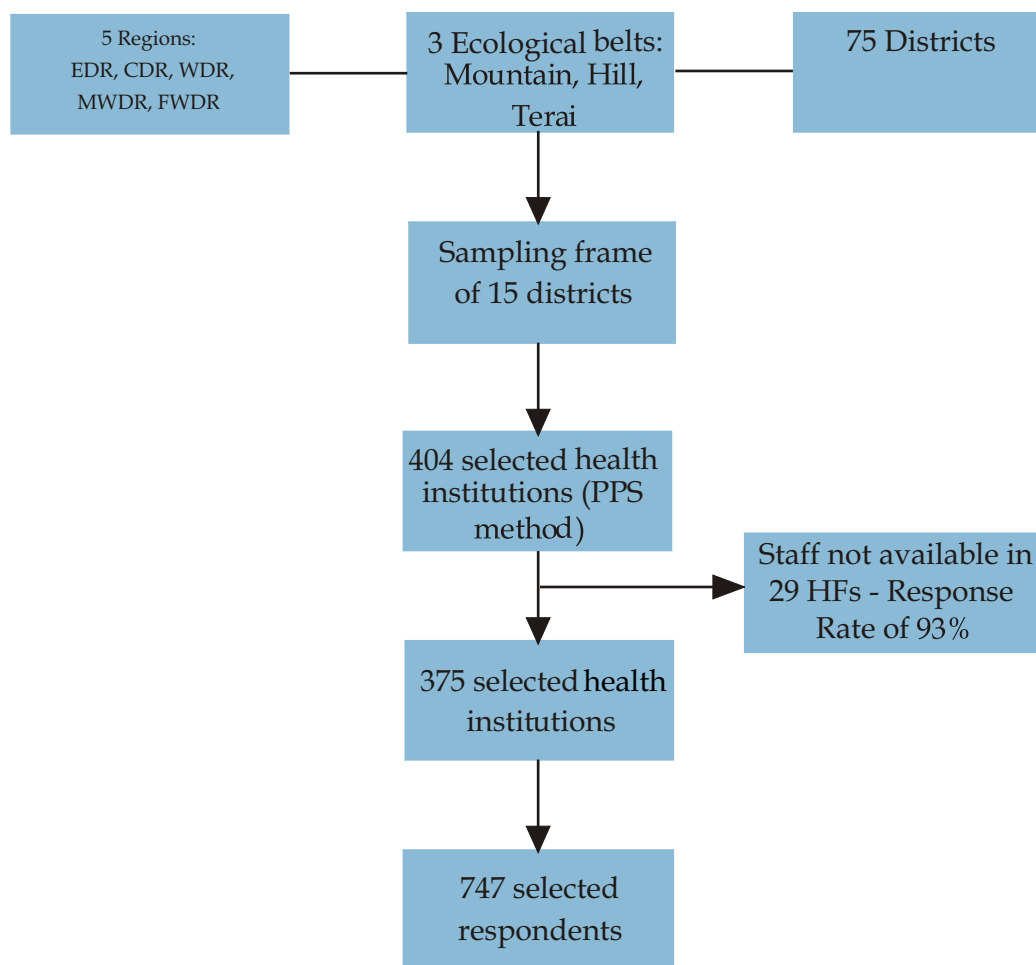 5 Regions:
EDR, CDR, WDR,
MWDR, FWDR
3 Ecological belts:
Mountain, Hill,
Terai
75 Districts
Sampling frame
of 15 districts
404 selected health
institutions (PPS
method)
Staff not available in
29 HFs - Response
Rate of 93%
375 selected health
institutions
747 selected
respondents